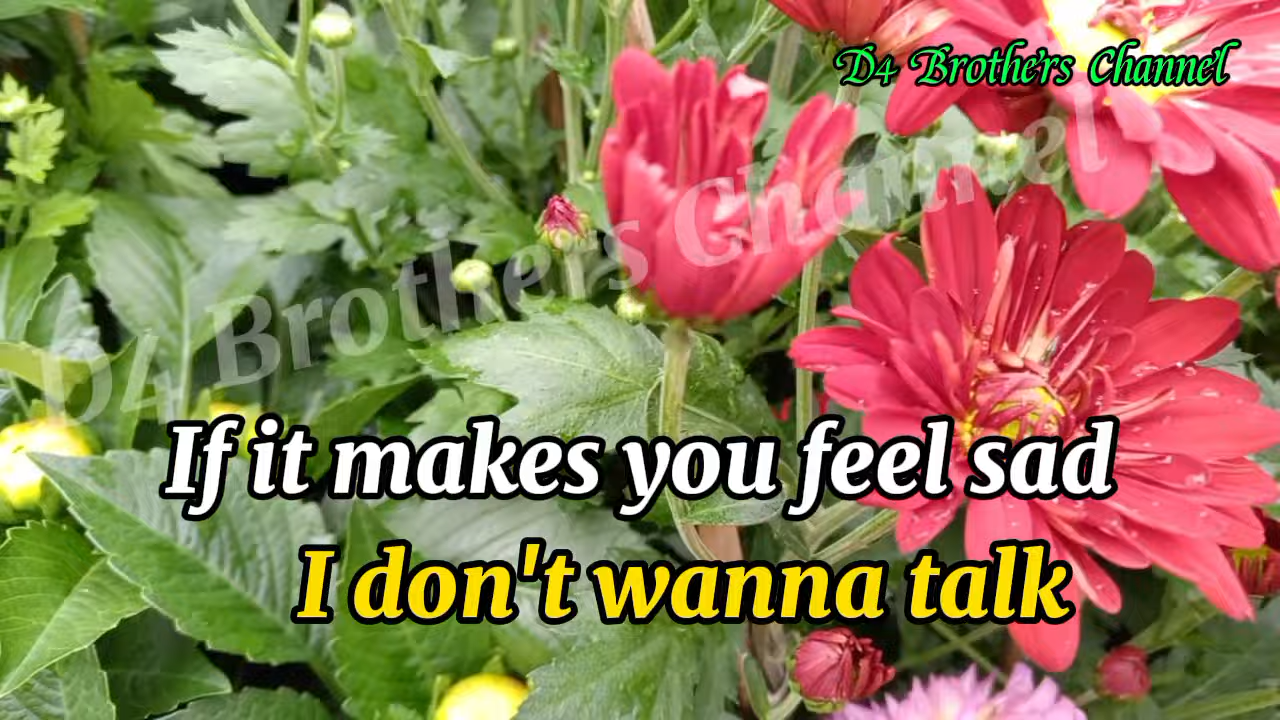 D4 Brothers Channel
D4 Brothers Channel
If it makes you feel sad
I don't wanna talk